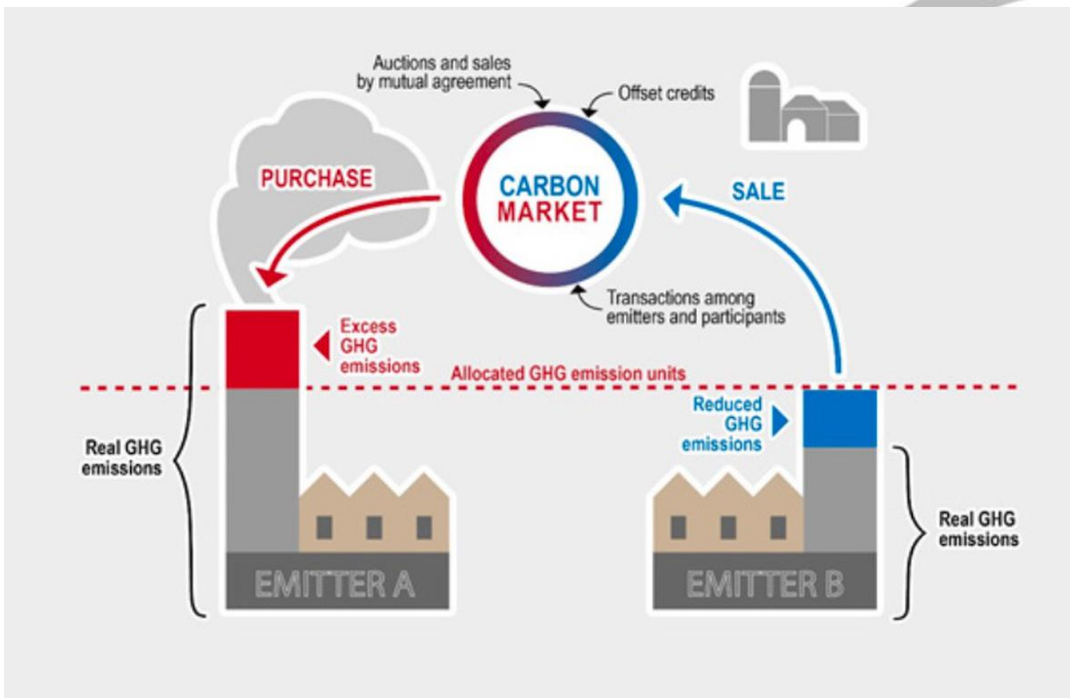 Auctions and sales
by mutual agreement
Offset credits
PURCHASE
CARBON
MARKET
SALE
Transactions among
emitters and participants
Excess
GHG
emissions
Allocated GHG emission units
Reduced
GHG
emissions
Real GHG
emissions
Real GHG
emissions
EMITTER A
EMITTER B